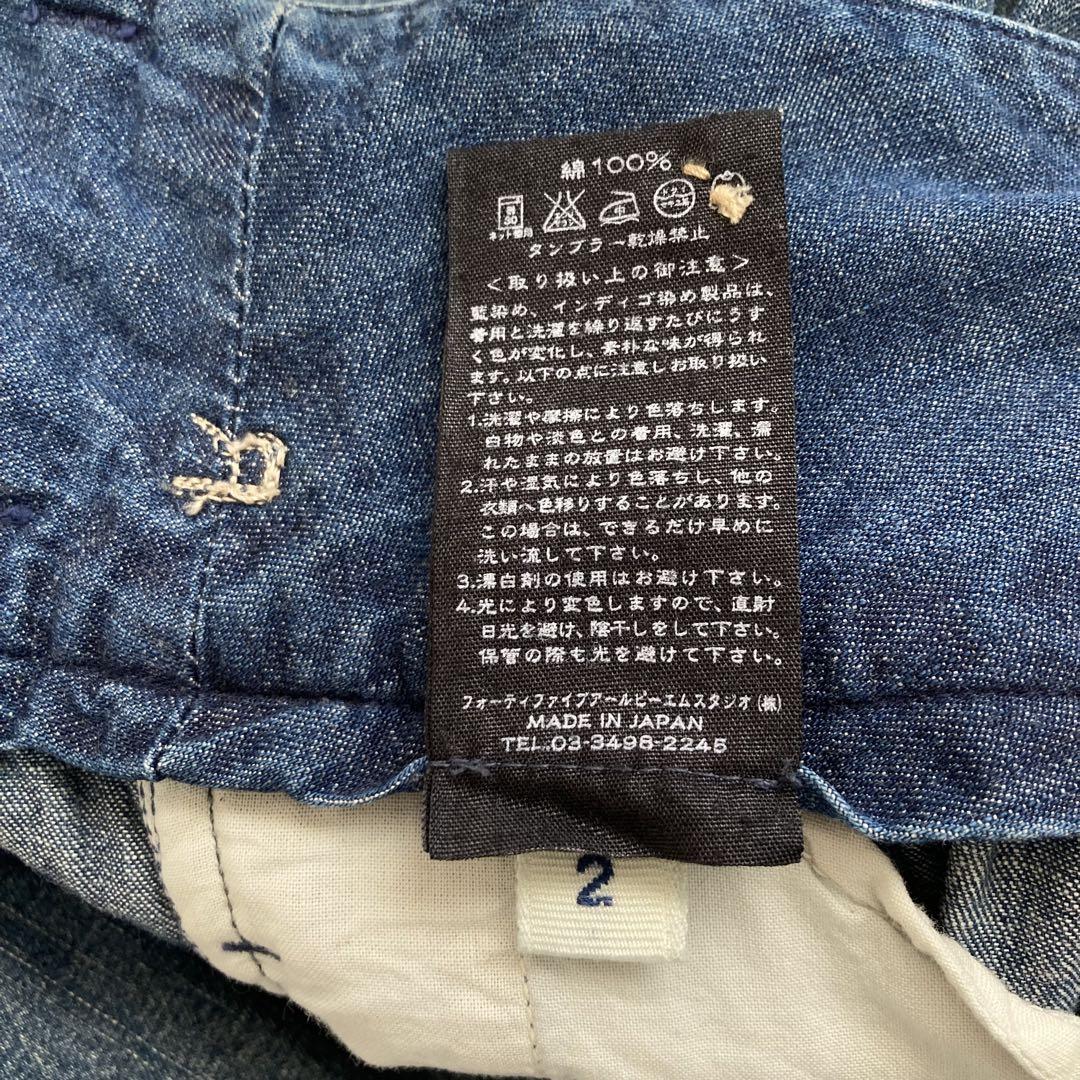 綿 100%
ネット使用
タンブラー乾燥禁止
<取り扱い上の御注意>
藍染め、インディゴ染め製品は、
着用と洗濯を繰り返すたびにうす
く色が変化し、素朴な味が得られ
ます。以下の点に注意しお取り扱い
下さい。
1.洗濯や摩擦により色落ちします。
白物や淡色との着用、洗濯、濡
れたままの放置はお避け下さい。
2.汗や湿気により色落ちし、他の
衣類へ色移りすることがあります。
この場合は、できるだけ早めに
洗い流して下さい。
3.漂白剤の使用はお避け下さい。
4.光により変色しますので、直射
日光を避け、陰干しをして下さい。
保管の際も光を避けて下さい。
フォーティファイブアールピーエムスタジオ(株)
MADE IN JAPAN
TEL.03-3498-2245
2